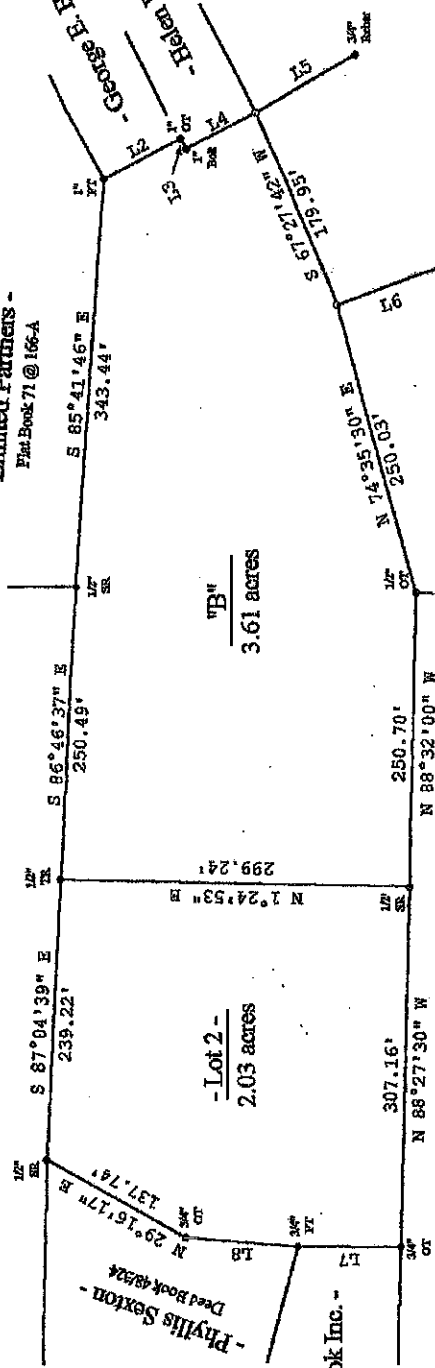 - George E. 
- Helen
Limited Partners -
Plat Book 71 @ 166-A
1"
PT
L2
1"
OT
L3
1"
Bolt
L4
L5
3/4"
Rebar
S 67°27'42" W
179.95'
L6
S 85°41'46" E
343.44'
N 74°35'30" E
250.03'
1/2"
SR
1/2"
OT
S 86°46'37" E
250.49'
"B"
3.61 acres
250.70'
N 88°32'00" W
1/2"
TR
N 1°24'53" E
299.24'
1/2"
SR
S 87°04'39" E
239.22'
- Lot 2 -
2.03 acres
307.16'
N 88°27'30" W
1/2"
SR
N 29°16'17" E
137.74'
3/4"
OT
L8
3/4"
PT
L7
3/4"
OT
- Phyllis Sexton -
Deed Book 48/324
ok Inc. -